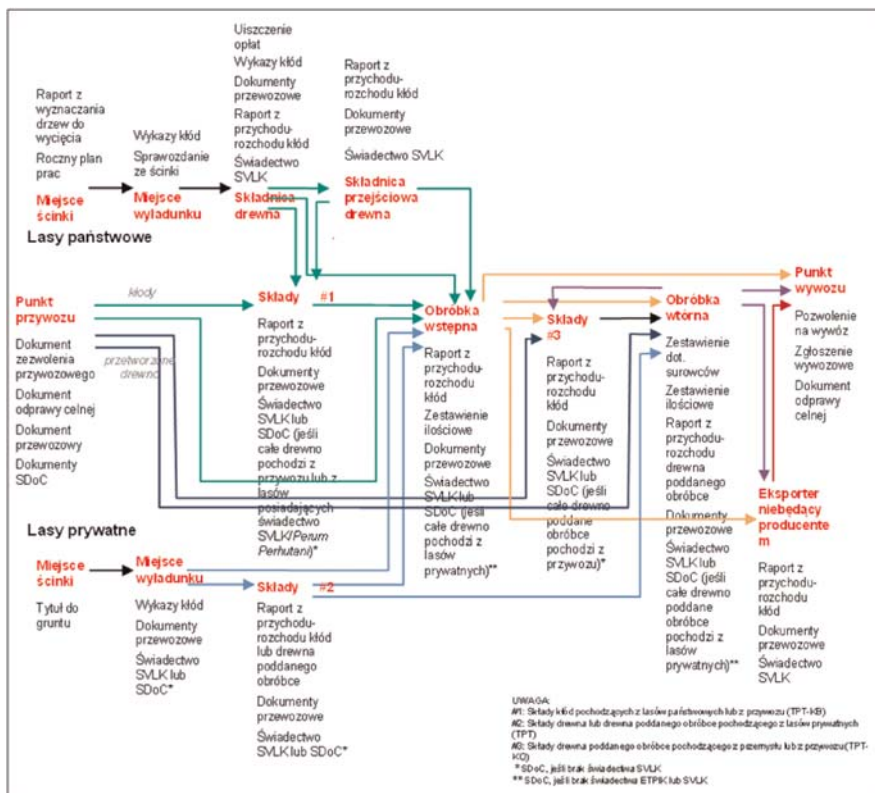 Raport z
wyznaczania
drzew do
wycięcia
Roczny plan
prac
Miejsce
ścinki
Wykazy kłód
Sprawozdanie
ze ścinki
Miejsce
wyładunku
Uiszczenie
opłat
Wykazy kłód
Dokumenty
przewozowe
Raport z
przychodu-
rozchodu kłód
Świadectwo
SVLK
Składnica
drewna
Raport z
przychodu-
rozchodu kłód
Dokumenty
przewozowe
Świadectwo SVLK
Składnica
przejściowa
drewna
Lasy państwowe
Punkt
przywozu
Dokument
zezwolenia
przywozowego
Dokument
odprawy celnej
Dokument
przewozowy
Dokumenty
SDoC
kłody
przetworzone
drewno
Składy #1
Raport z
przychodu-
rozchodu kłód
Dokumenty
przewozowe
Świadectwo
SVLK lub
SDoC (jeśli
całe drewno
pochodzi z
przywozu lub z
lasów
posiadających
świadectwo
SVLK/Perum
Perhutani)*
Obróbka
wstępna
Raport z
przychodu-
rozchodu
kłód
Zestawienie
ilościowe
Dokumenty
przewozowe
Świadectwo
SVLK lub
SDoC (jeśli
całe drewno
pochodzi z
lasów
prywatnych)**
Składy
#3
Raport z
przychodu-
rozchodu
kłód
Dokumenty
przewozowe
Świadectwo
SVLK lub
SDoC (jeśli
całe drewno
poddane
obróbce
pochodzi z
przywozu)*
Obróbka
wtórna
Zestawienie
dot.
surowców
Zestawienie
ilościowe
Raport z
przychodu-
rozchodu
drewna
poddanego
obróbce
Dokumenty
przewozowe
Świadectwo
SVLK lub
SDoC (jeśli
całe drewno
poddane
obróbce
pochodzi z
lasów
prywatnych)**
Punkt
wywozu
Pozwolenie
na wywóz
Zgłoszenie
wywozowe
Dokument
odprawy
celnej
Eksporter
niebędący
producente
m
Raport z
przychodu-
rozchodu
kłód
Dokumenty
przewozowe
Świadectwo
SVLK
Lasy prywatne
Miejsce
ścinki
Tytuł do
gruntu
Miejsce
wyładunku
Wykazy kłód
Dokumenty
przewozowe
Świadectwo
SVLK lub
SDoC*
Składy #2
Raport z
przychodu-
rozchodu kłód
lub drewna
poddanego
obróbce
Dokumenty
przewozowe
Świadectwo
SVLK lub SDoC*
UWAGA:
#1: Składy kłód pochodzących z lasów państwowych lub z przywozu (TPT-KB)
#2: Składy drewna lub drewna poddanego obróbce pochodzącego z lasów prywatnych
(TPT)
#3: Składy drewna poddanego obróbce pochodzącego z przemysłu lub z przywozu(TPT-
KO)
* SDoC, jeśli brak świadectwa SVLK
** SDoC, jeśli brak świadectwa ETPIK lub SVLK